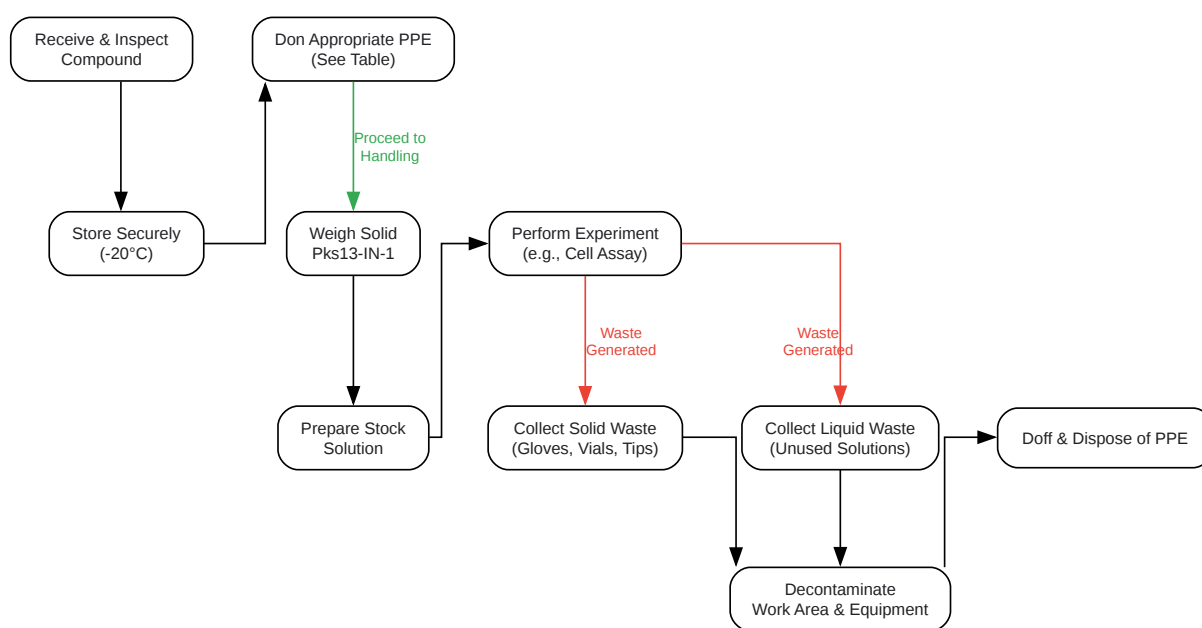 Receive & Inspect
Compound
Don Appropriate PPE
(See Table)
Proceed to
Handling
Store Securely
(-20°C)
Weigh Solid
Pks13-IN-1
Perform Experiment
(e.g., Cell Assay)
Waste
Generated
Waste
Generated
Prepare Stock
Solution
Collect Solid Waste
(Gloves, Vials, Tips)
Collect Liquid Waste
(Unused Solutions)
Doff & Dispose of PPE
Decontaminate
Work Area & Equipment